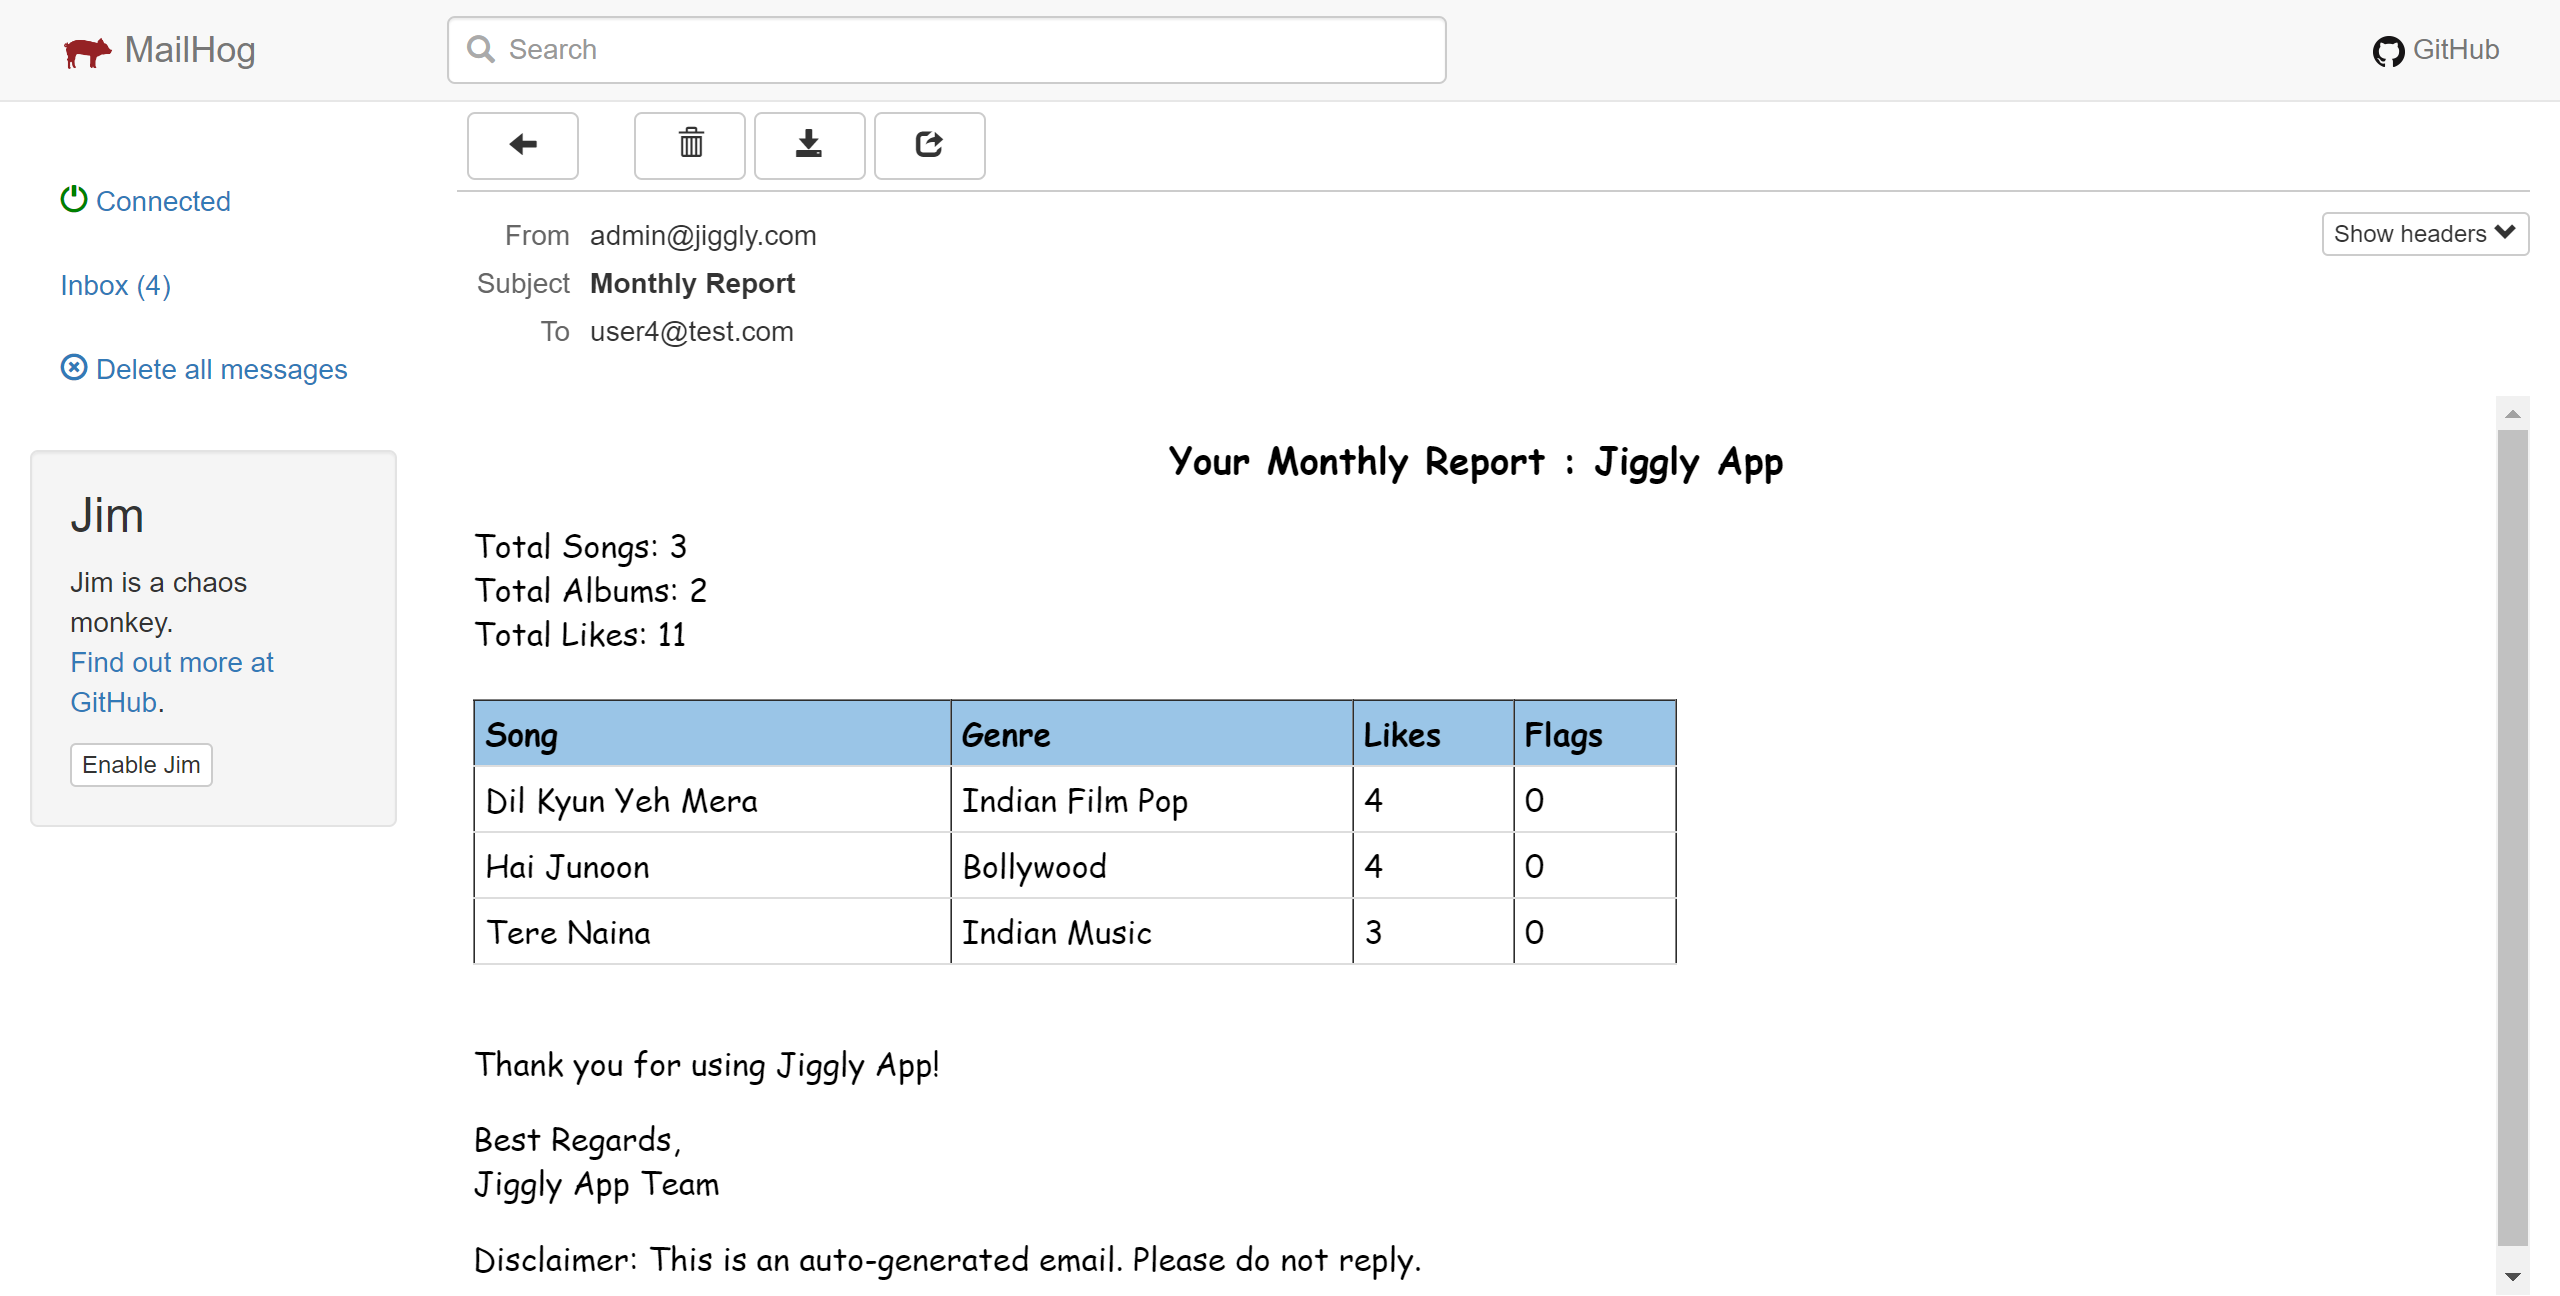 MailHog
Search
GitHub
Connected
Inbox (4)
Delete all messages
Jim
Jim is a chaos
monkey.
Find out more at
GitHub.
Enable Jim
From admin@jiggly.com
Show headers
Subject Monthly Report
To user4@test.com
Your Monthly Report : Jiggly App
Total Songs: 3
Total Albums: 2
Total Likes: 11
Song Genre Likes Flags
Dil Kyun Yeh Mera Indian Film Pop 4 0
Hai Junoon Bollywood 4 0
Tere Naina Indian Music 3 0
Thank you for using Jiggly App!
Best Regards,
Jiggly App Team
Disclaimer: This is an auto-generated email. Please do not reply.